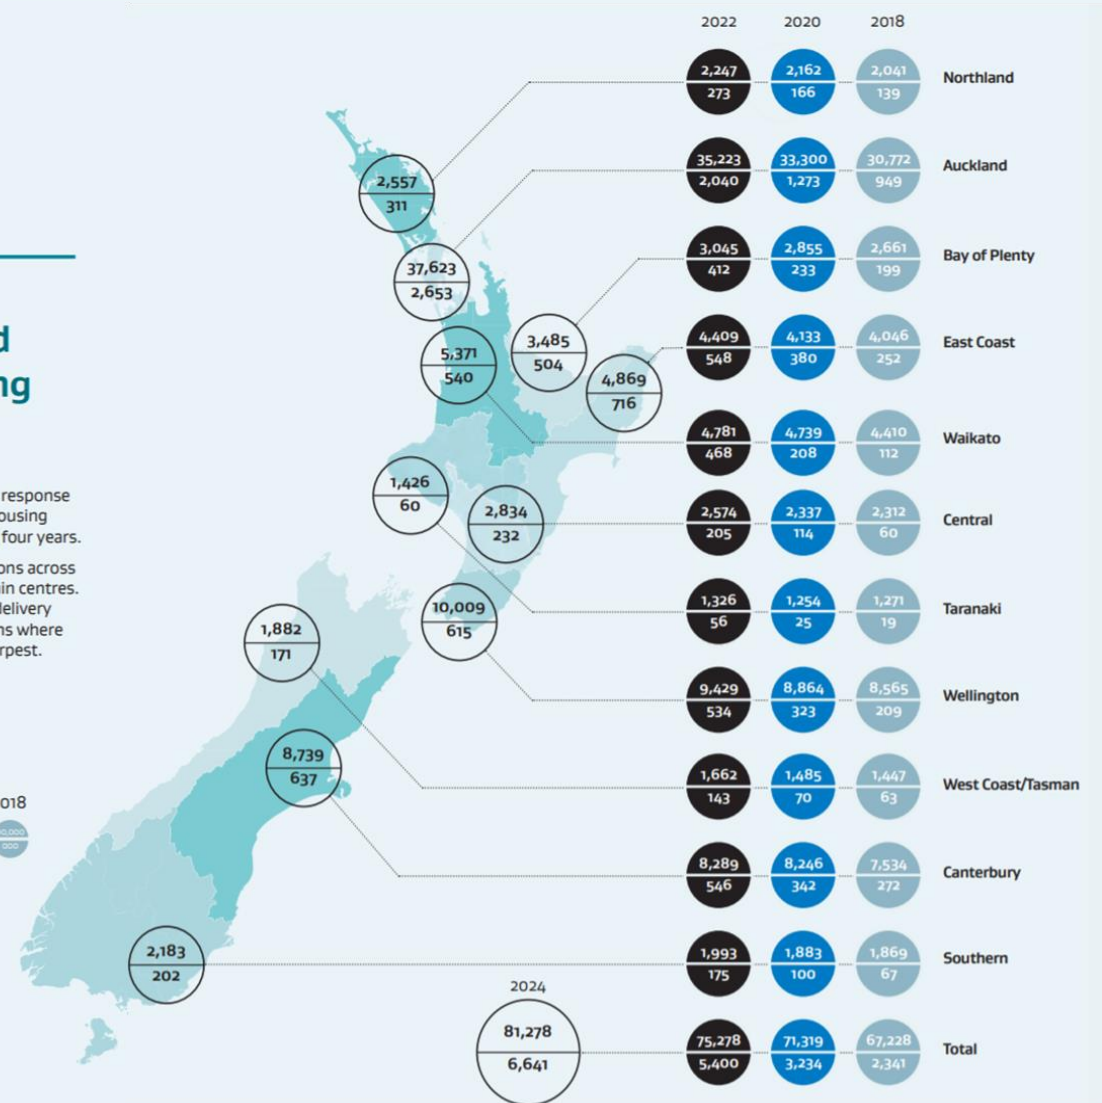 2022 2020 2018
2,247 2,162 2,041 Northland
273 166 139
2,557
311
35,223 33,300 30,772 Auckland
2,040 1,273 949
37,623
2,653
3,045 2,855 2,661 Bay of Plenty
412 233 199
3,485
504
4,409 4,133 4,046 East Coast
548 380 252
4,869
716
5,371
540
4,781 4,739 4,410 Waikato
468 208 112
1,426
60
2,834
232
2,574 2,337 2,312 Central
205 114 60
1,326 1,254 1,271 Taranaki
56 25 19
10,009
615
1,882
171
9,429 8,864 8,565 Wellington
534 323 209
8,739
637
1,662 1,485 1,447 West Coast/Tasman
143 70 63
8,289 8,246 7,534 Canterbury
546 342 272
2,183
202
1,993 1,883 1,869 Southern
175 100 67
2024
81,278
6,641
75,278 71,319 67,228 Total
5,400 3,234 2,341
d
ng
response
ousing
four years.
ons across
in centres.
delivery
ns where
rpest.
018
0,000
000